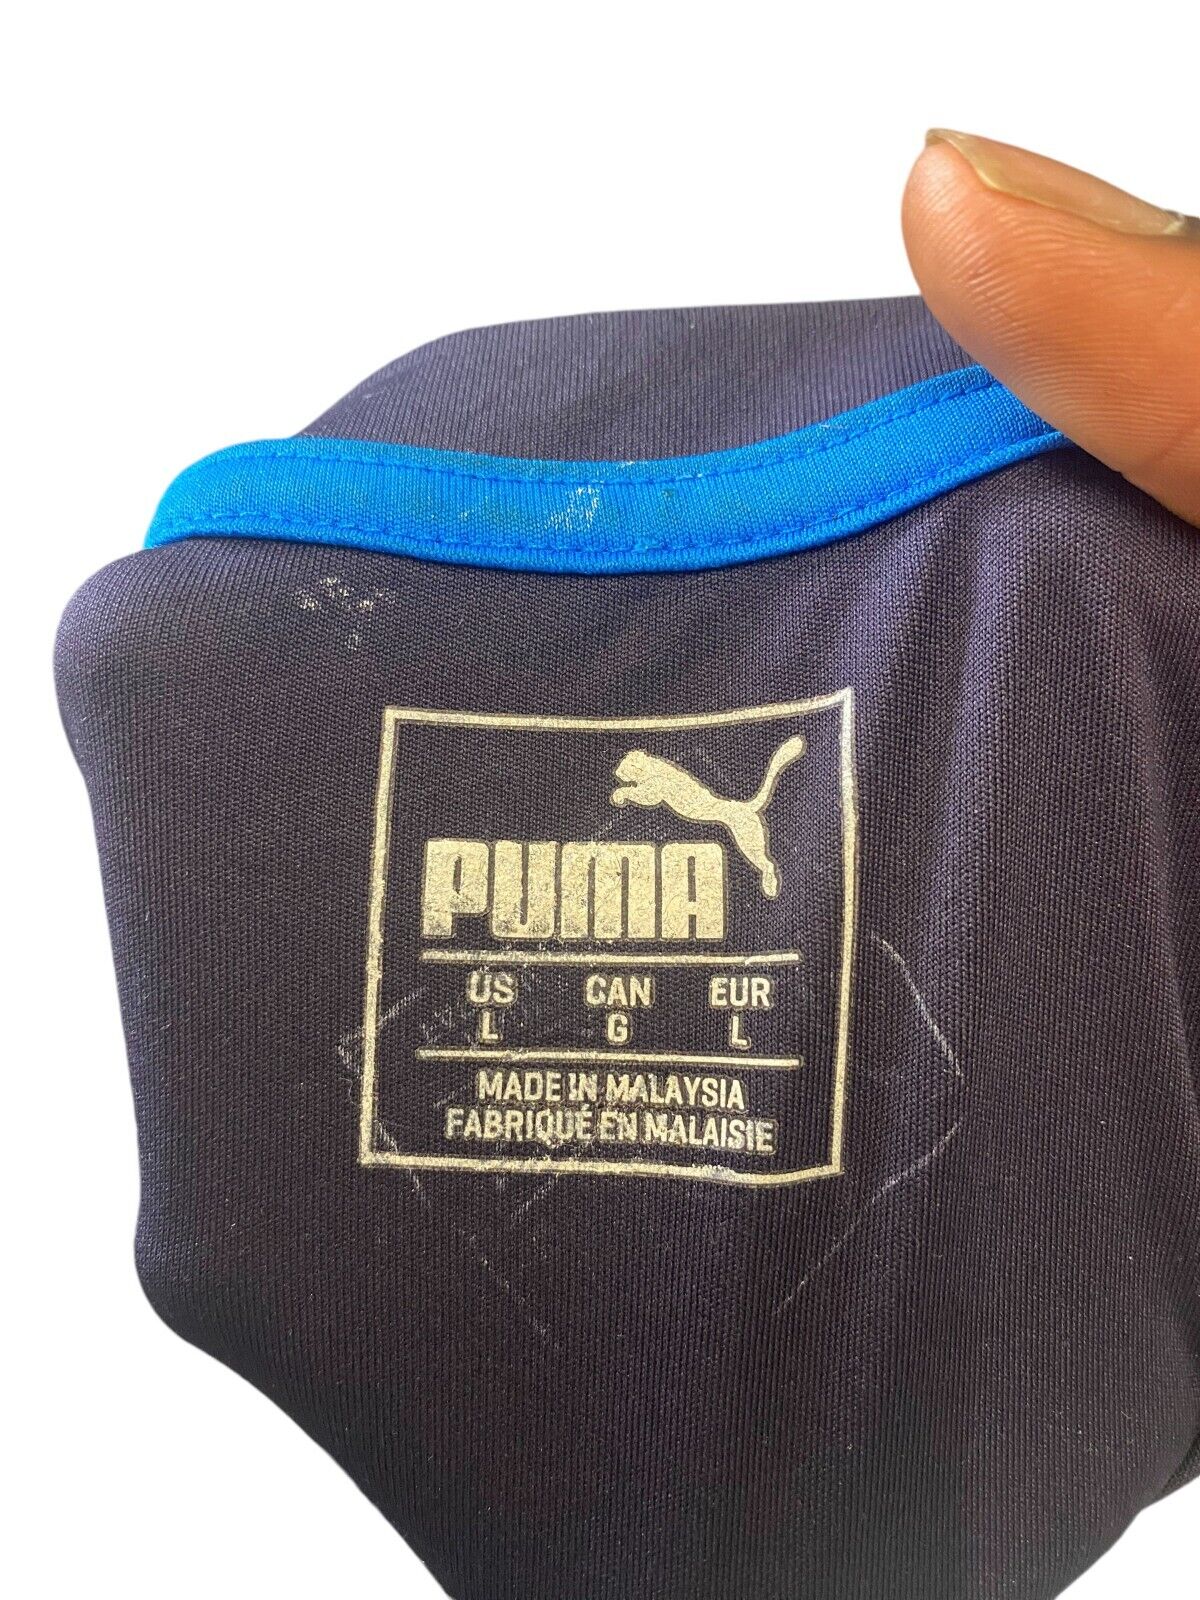 PUMA
US CAN EUR
L G L
MADE IN MALAYSIA
FABRIQUÉ EN MALAISIE